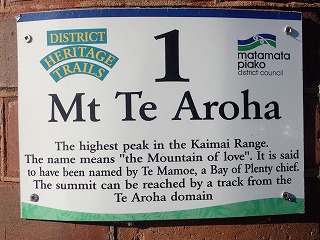 DISTRICT
HERITAGE
TRAILS
1
matamata
piako
district council
Mt Te Aroha
The highest peak in the Kaimai Range.
The name means "the Mountain of love". It is said
to have been named by Te Mamoe, a Bay of Plenty chief.
The summit can be reached by a track from the
Te Aroha domain